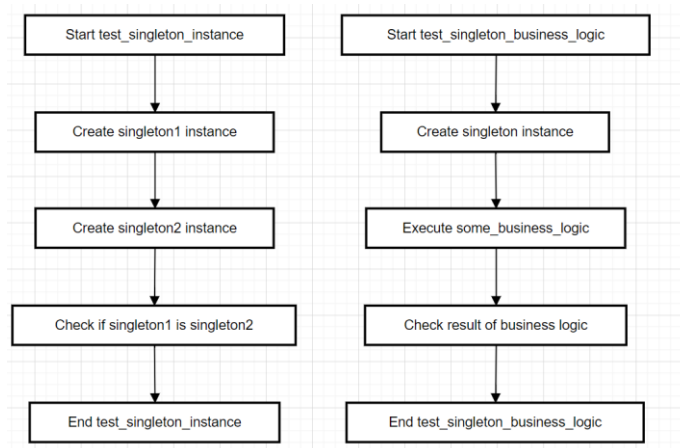 Start test_singleton_instance
Create singleton1 instance
Create singleton2 instance
Check if singleton1 is singleton2
End test_singleton_instance
Start test_singleton_business_logic
Create singleton instance
Execute some_business_logic
Check result of business logic
End test_singleton_business_logic